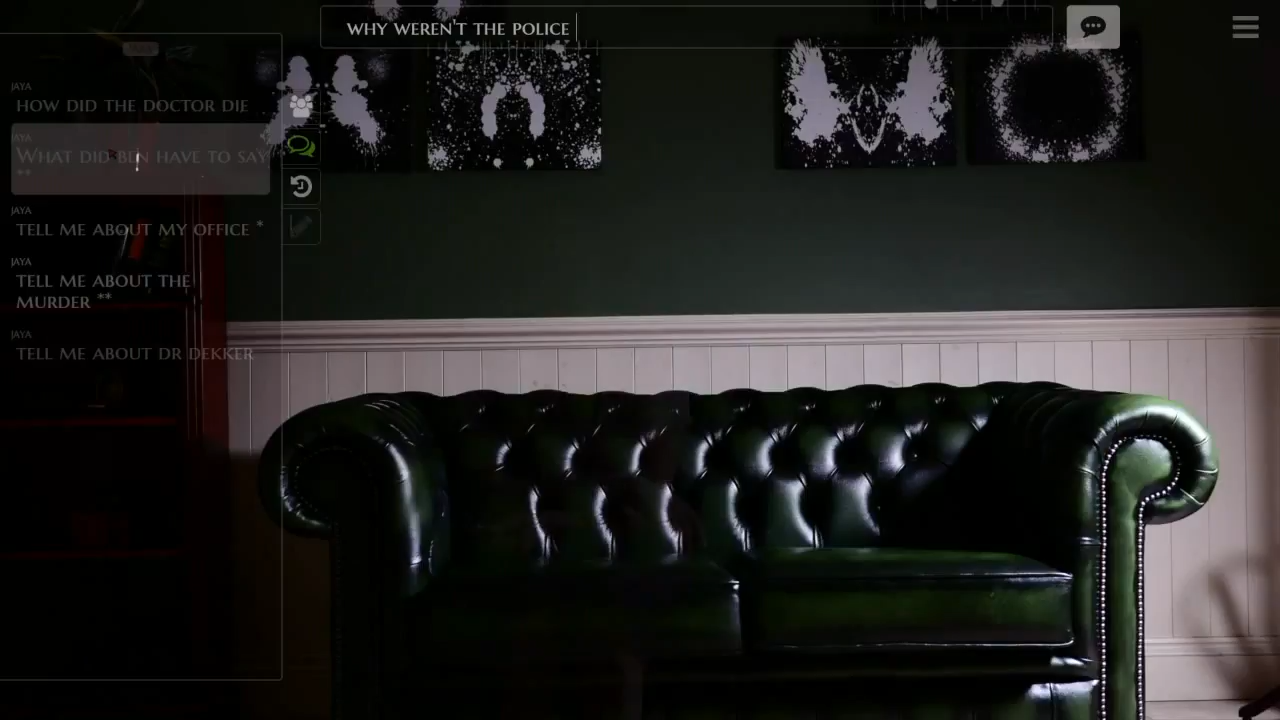 WHY WEREN'T THE POLICE
JAYA
HOW DID THE DOCTOR DIE
JAYA
WHAT DID BEN HAVE TO SAY
**
JAYA
TELL ME ABOUT MY OFFICE *
JAYA
TELL ME ABOUT THE
MURDER **
JAYA
TELL ME ABOUT DR DEKKER